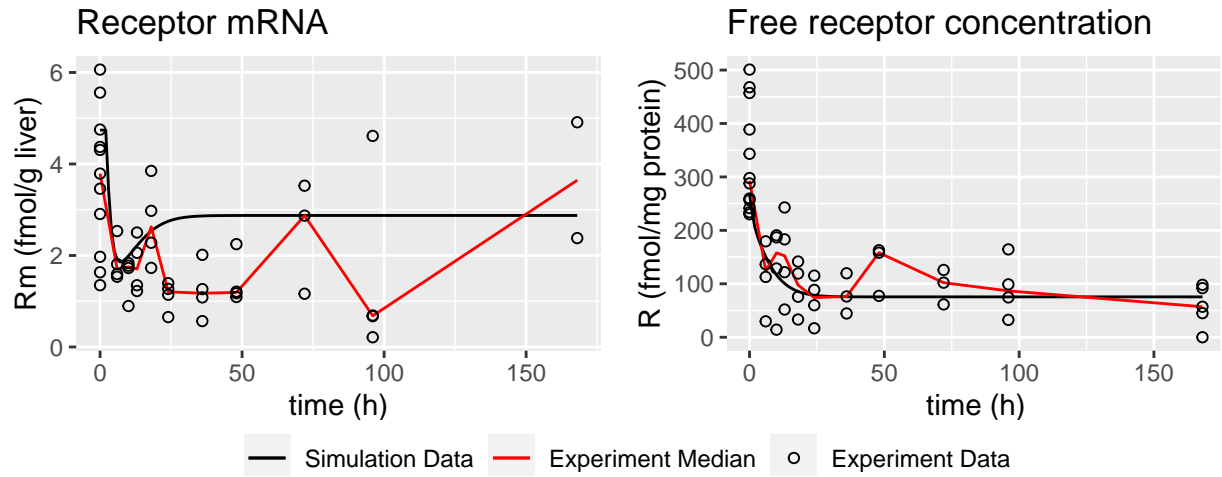 Receptor mRNA
Rm (fmol/g liver)
6
4
2
0
0 50 100 150
time (h)
Free receptor concentration
R (fmol/mg protein)
500
400
300
200
100
0
0 50 100 150
time (h)
Simulation Data Experiment Median Experiment Data